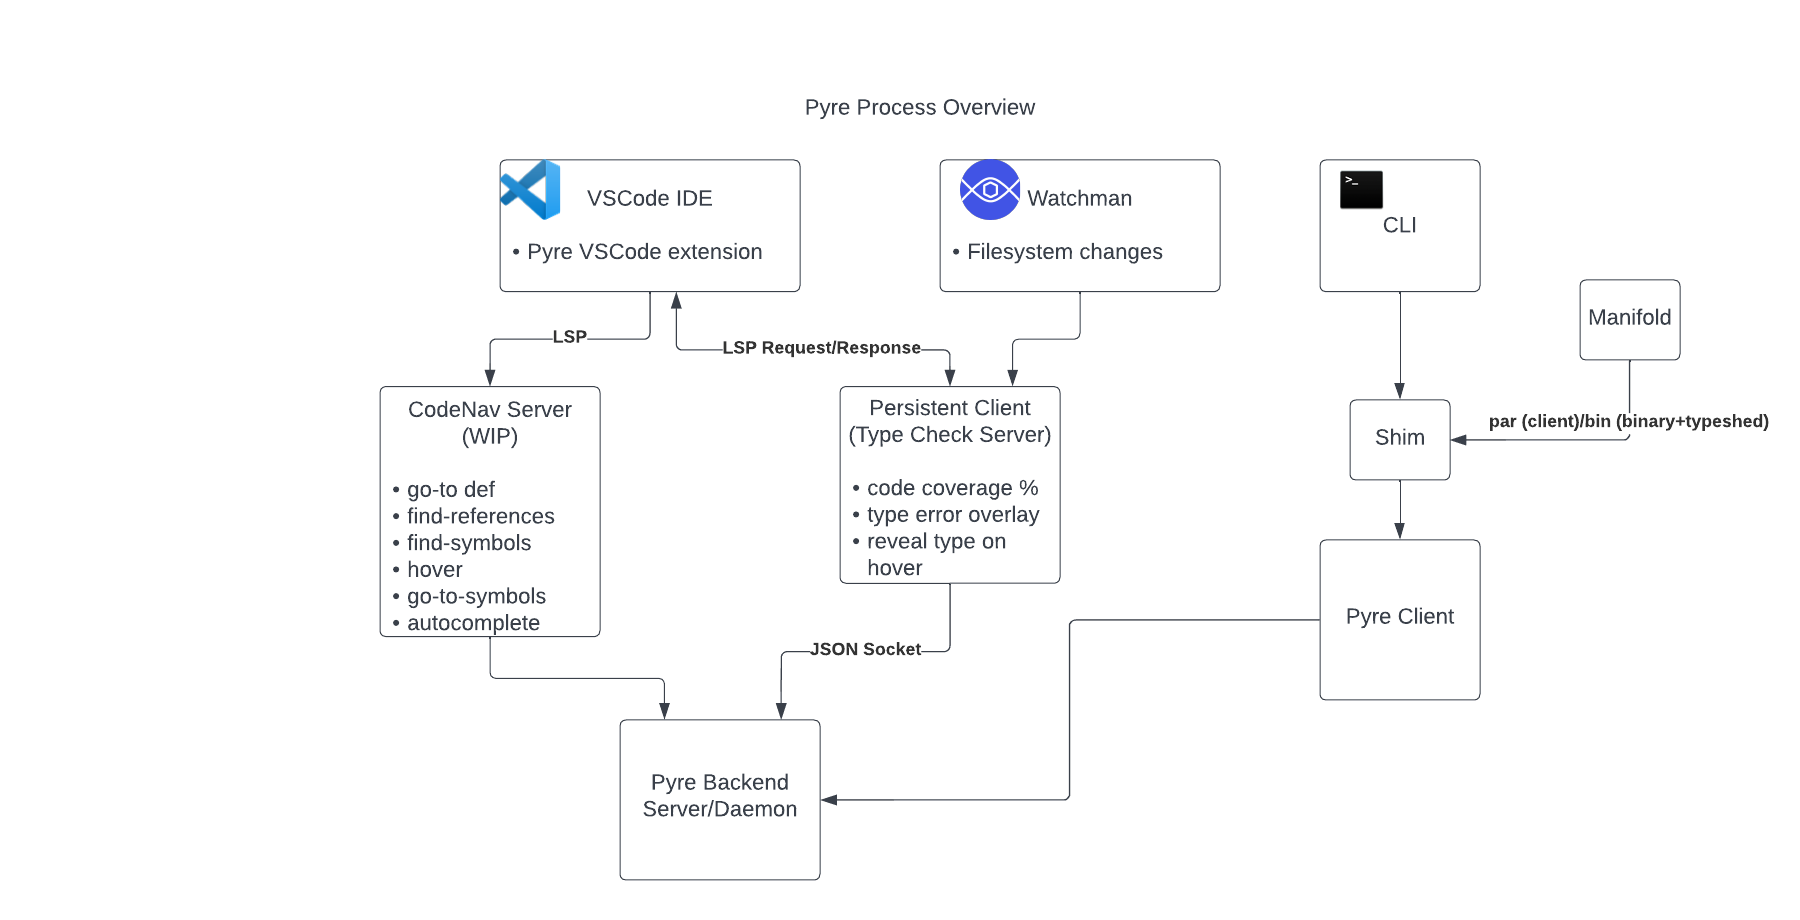 Pyre Process Overview
VSCode IDE
• Pyre VSCode extension
Watchman
• Filesystem changes
>_
CLI
Manifold
LSP
LSP Request/Response
par (client)/bin (binary+typeshed)
CodeNav Server
(WIP)
• go-to def
• find-references
• find-symbols
• hover
• go-to-symbols
• autocomplete
Persistent Client
(Type Check Server)
• code coverage %
• type error overlay
• reveal type on
hover
Shim
Pyre Client
JSON Socket
Pyre Backend
Server/Daemon